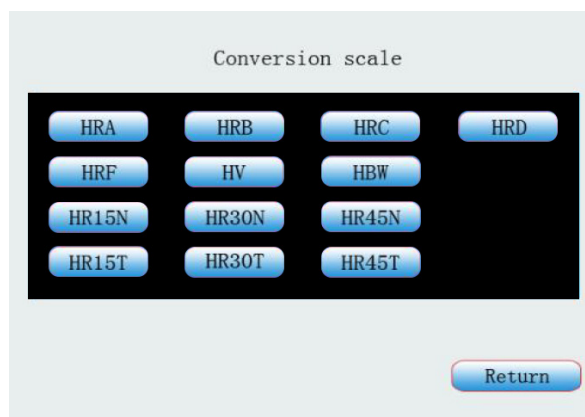 Conversion scale
HRA HRB HRC HRD
HRF HV HBW
HR15N HR30N HR45N
HR15T HR30T HR45T
Return